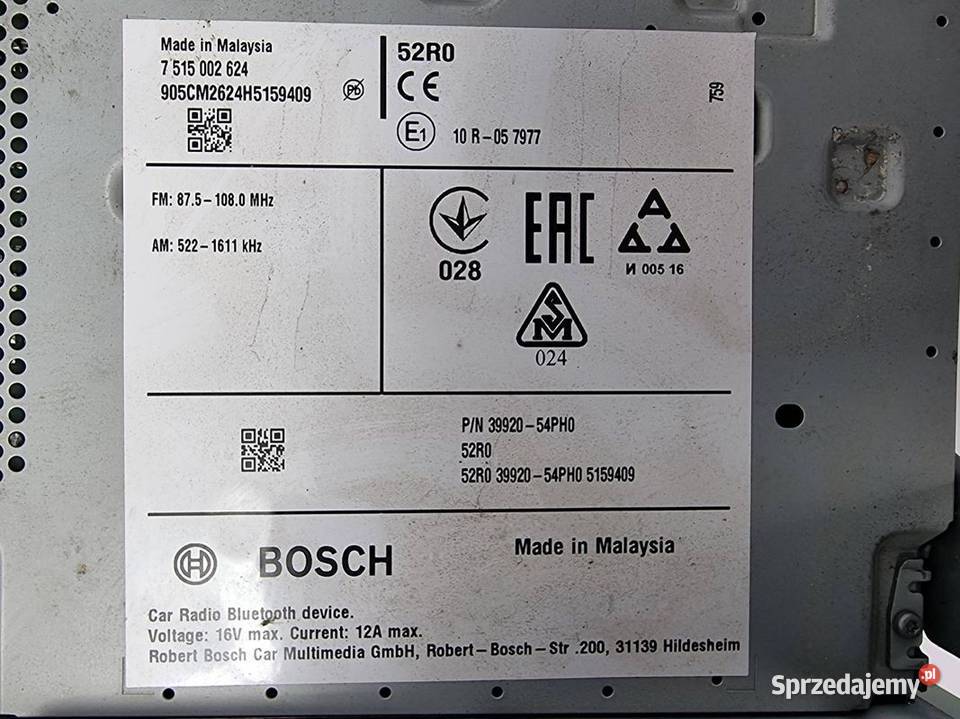 Made in Malaysia
7 515 002 624
905CM2624H5159409
Pb
52R0
CE
E1
10 R-05 7977
759
FM: 87.5-108.0 MHz
AM: 522-1611 kHz
028
EAC
И 005 16
SM
024
P/N 39920-54PH0
52R0
52R0 39920-54PH0 5159409
BOSCH
Made in Malaysia
Car Radio Bluetooth device.
Voltage: 16V max. Current: 12A max.
Robert Bosch Car Multimedia GmbH, Robert-Bosch-Str .200, 31139 Hildesheim
Sprzedajemy.pl